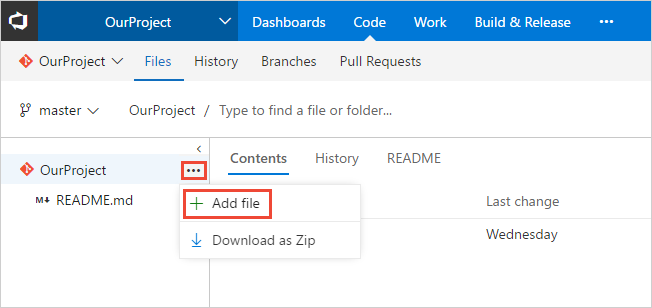 OurProject Dashboards Code Work Build & Release ...
OurProject Files History Branches Pull Requests
master OurProject / Type to find a file or folder...
<
OurProject ... Contents History README
M↓ README.md
+ Add file Last change
Download as Zip Wednesday